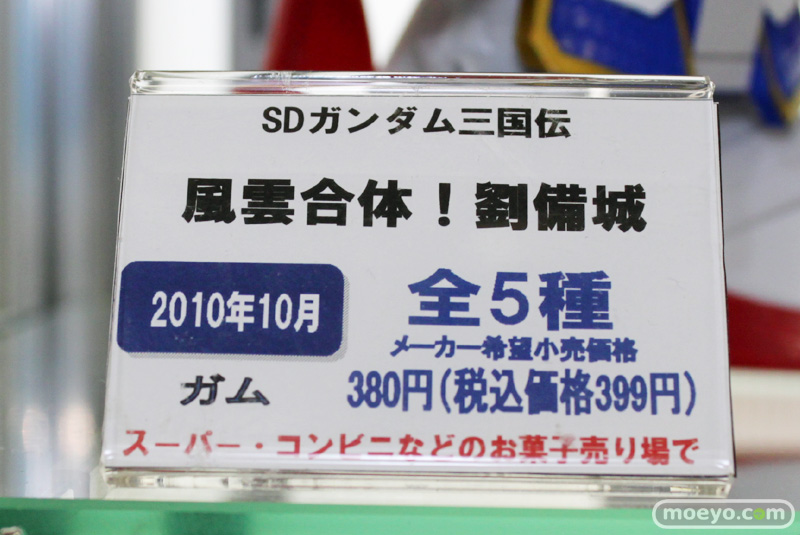 SDガンダム三国伝
風雲合体！劉備城
2010年10月
全5種
メーカー希望小売価格
ガム
380円(税込価格399円)
スーパー・コンビニなどのお菓子売り場で
moeyo.com